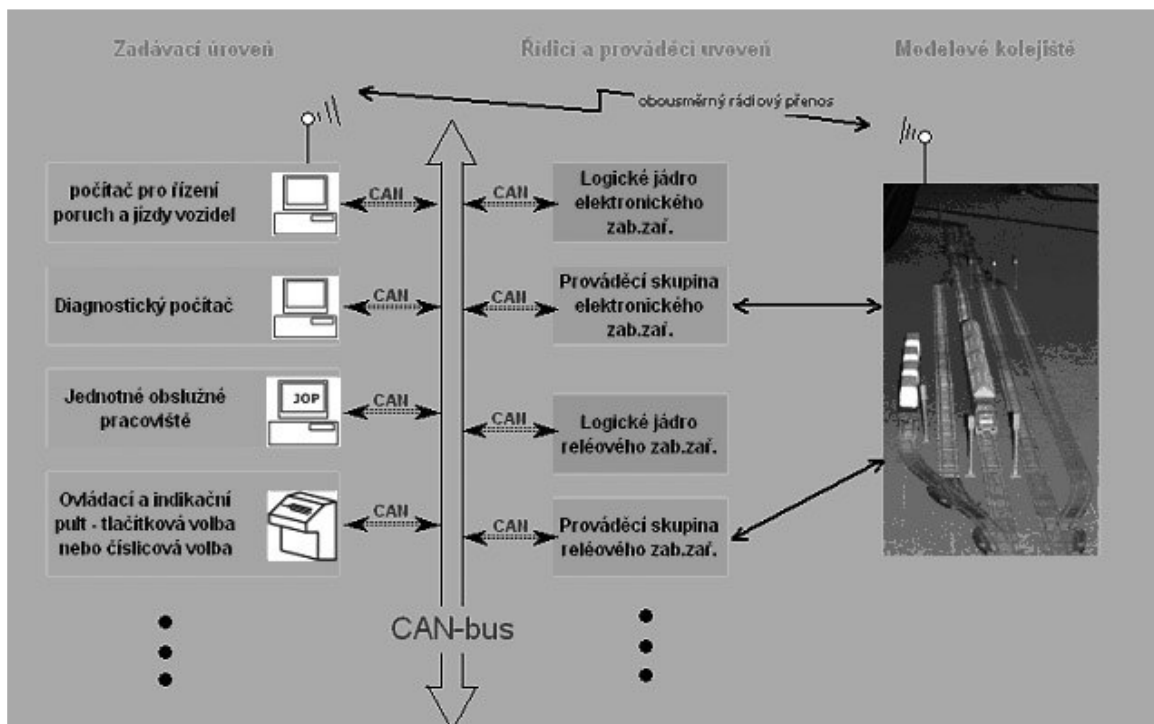 Zadávací úroveň
Řídicí a prováděcí uvoveň
Modelové kolejiště
obousměrný rádiový přenos
počítač pro řízení
poruch a jízdy vozidel
CAN
CAN
Logické jádro
elektronického
zab.zař.
Diagnostický počítač
CAN
CAN
Prováděcí skupina
elektronického
zab.zař.
Jednotné obslužné
pracoviště
JOP
CAN
CAN
Logické jádro
reléového zab.zař.
Ovládací a indikační
pult - tlačítková volba
nebo číslicová volba
CAN
CAN
Prováděcí skupina
reléového zab.zař.
CAN-bus